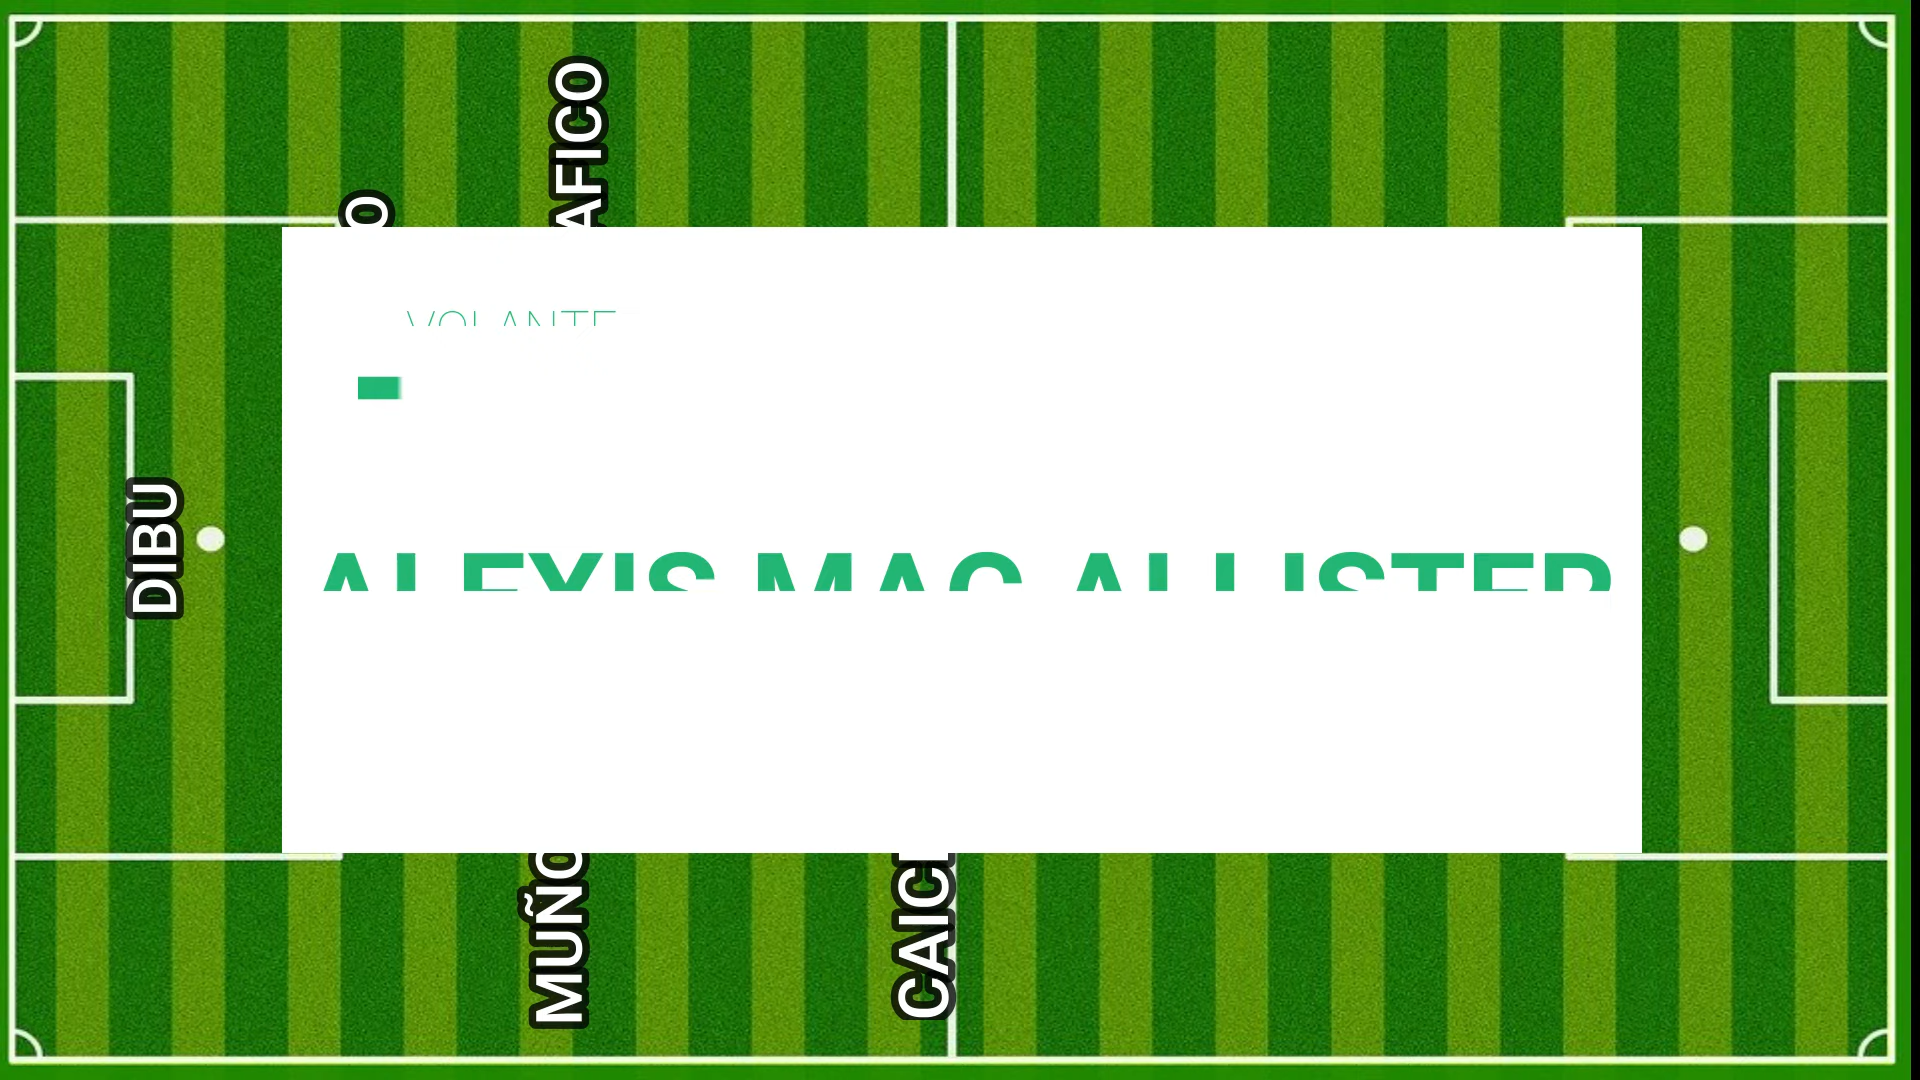 AFICO
O
VOLANTE
DIBU
ALEXIS MAC ALLISTER
MUÑO
CAIC